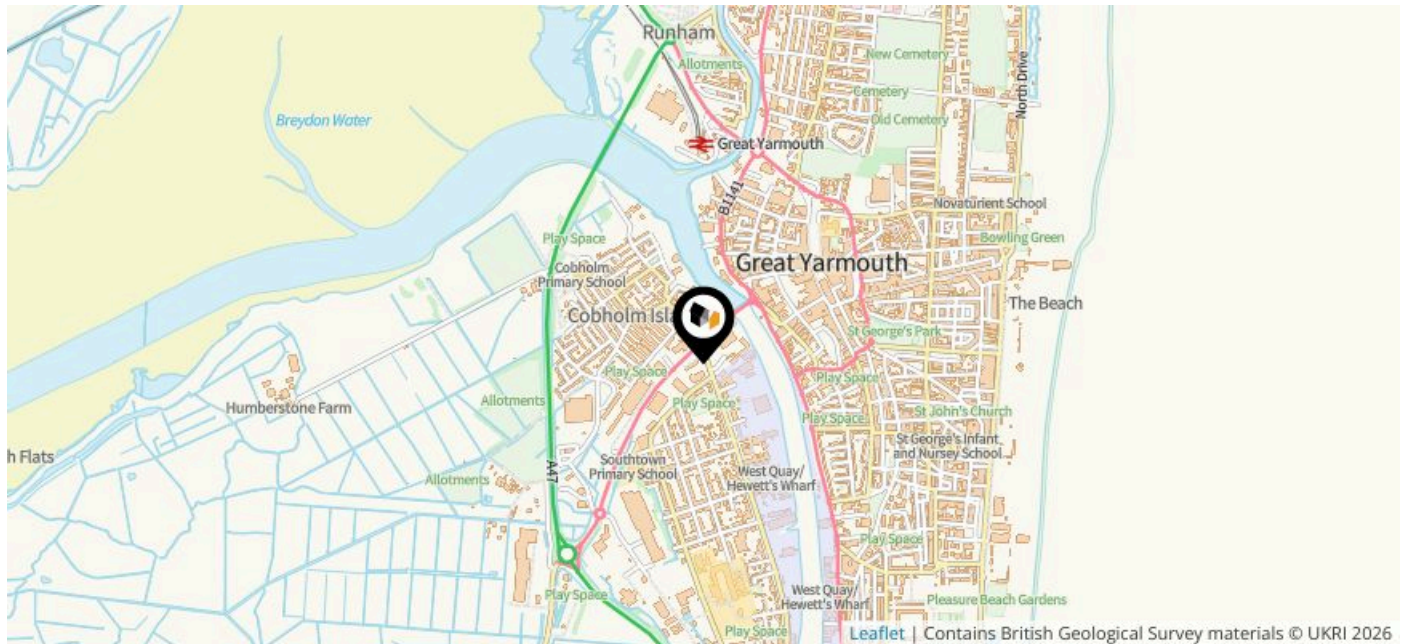 Runham
Allotments
New Cemetery
Cemetery
Old Cemetery
North Drive
Breydon Water
Great Yarmouth
B1141
Novaturient School
Bowling Green
Play Space
Cobholm
Primary School
Great Yarmouth
The Beach
Cobholm Isla
St George's Park
Play Space
Play Space
Allotments
Play Space
Humberstone Farm
Play Space
St John's Church
St George's Infant
and Nursey School
h Flats
A47
Southtown
Primary School
West Quay/
Hewett's Wharf
Allotments
Play Space
Play Space
West Quay/
Hewett's Wharf
Pleasure Beach Gardens
Play Space
Leaflet | Contains British Geological Survey materials © UKRI 2026